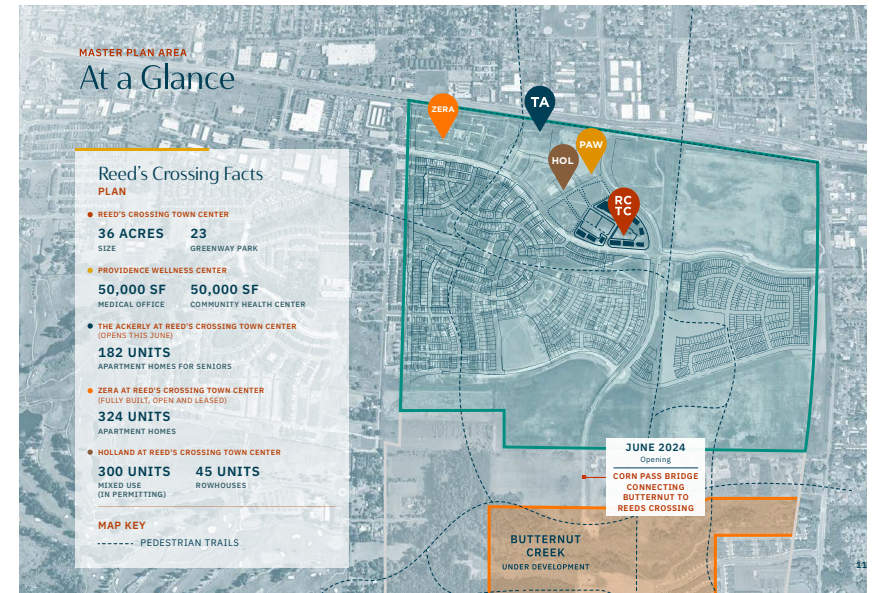 MASTER PLAN AREA
At a Glance
Reed's Crossing Facts
PLAN
REED'S CROSSING TOWN CENTER
36 ACRES 23
SIZE GREENWAY PARK
PROVIDENCE WELLNESS CENTER
50,000 SF 50,000 SF
MEDICAL OFFICE COMMUNITY HEALTH CENTER
THE ACKERLY AT REED'S CROSSING TOWN CENTER
(OPENS THIS JUNE)
182 UNITS
APARTMENT HOMES FOR SENIORS
ZERA AT REED'S CROSSING TOWN CENTER
(FULLY BUILT, OPEN AND LEASED)
324 UNITS
APARTMENT HOMES
HOLLAND AT REED'S CROSSING TOWN CENTER
300 UNITS 45 UNITS
MIXED USE ROWHOUSES
(IN PERMITTING)
MAP KEY
PEDESTRIAN TRAILS
ZERA
TA
PAW
HOL
RC
TC
JUNE 2024
Opening
CORN PASS BRIDGE
CONNECTING
BUTTERNUT TO
REEDS CROSSING
BUTTERNUT
CREEK
UNDER DEVELOPMENT
11